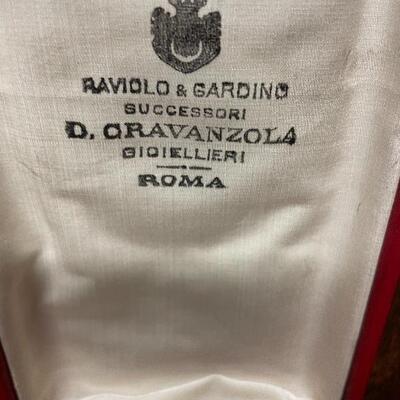 RAVIOLO & GARDINO
SUCCESSORI
D. CRAVANZOLA
GIOIELLIERI
ROMA